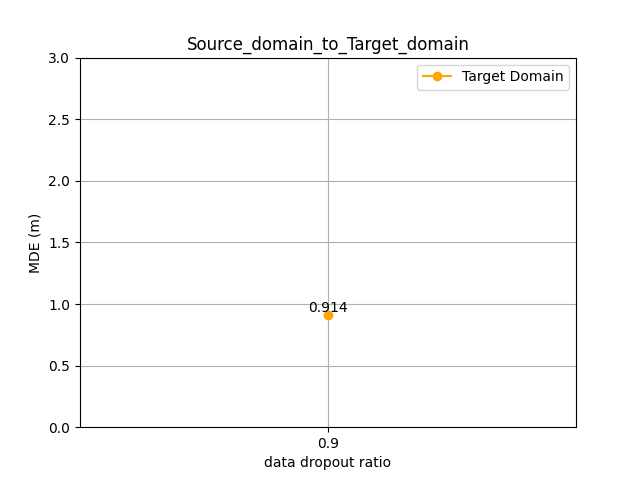 Source_domain_to_Target_domain
Target Domain
3.0
2.5
2.0
1.5
1.0
0.5
0.0
MDE (m)
0.914
0.9
data dropout ratio